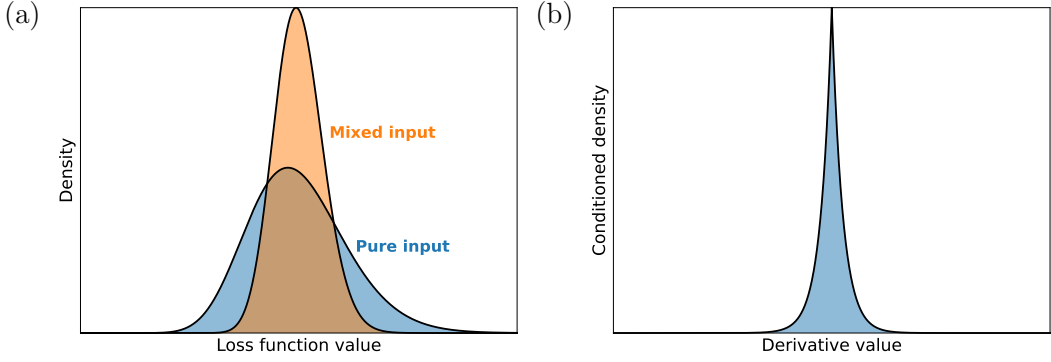 (a)
Density
Mixed input
Pure input
Loss function value
(b)
Conditioned density
Derivative value